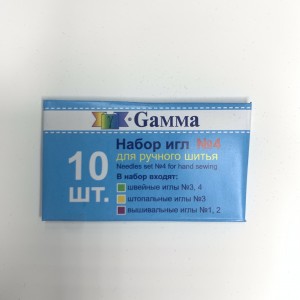 Gamma
Набор игл №4
для ручного шитья
Needles set №4 for hand sewing
10
шт.
В набор входят:
швейные иглы №3, 4
штопальные иглы №3
вышивальные иглы №1, 2